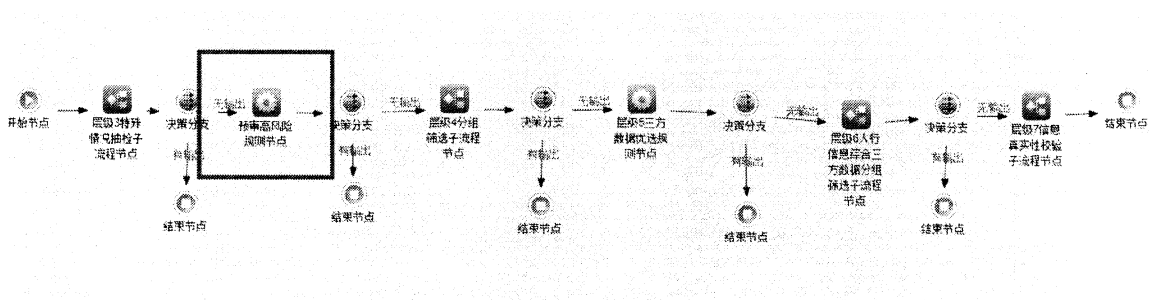 开始节点
层级3特殊
情况抽检子
流程节点
决策分支
无输出
有输出
结束节点
预审高风险
规则节点
决策分支
有输出
结束节点
无输出
层级4分组
筛选子流程
节点
决策分支
有输出
结束节点
无输出
层级5三方
数据优选规
则节点
决策分支
有输出
结束节点
无输出
层级6人行
信息综合三
方数据分组
筛选子流程
节点
决策分支
有输出
结束节点
无输出
层级7信息
真实性校验
子流程节点
结束节点